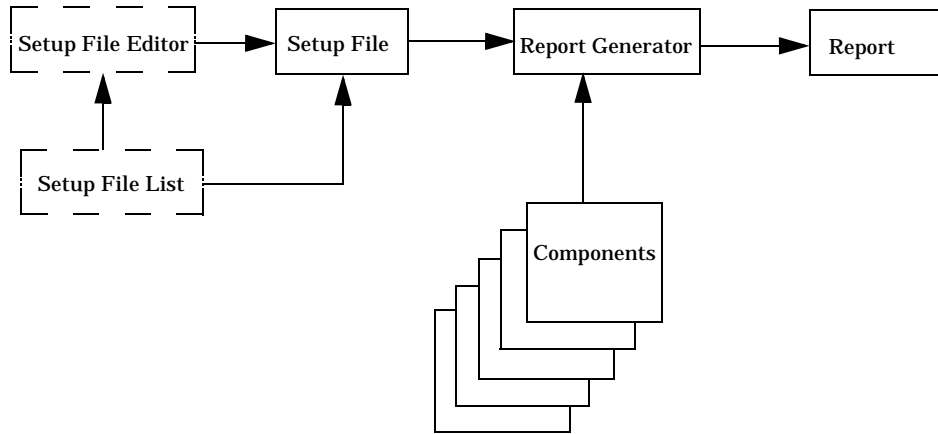 Setup File Editor
Setup File
Report Generator
Report
Setup File List
Components